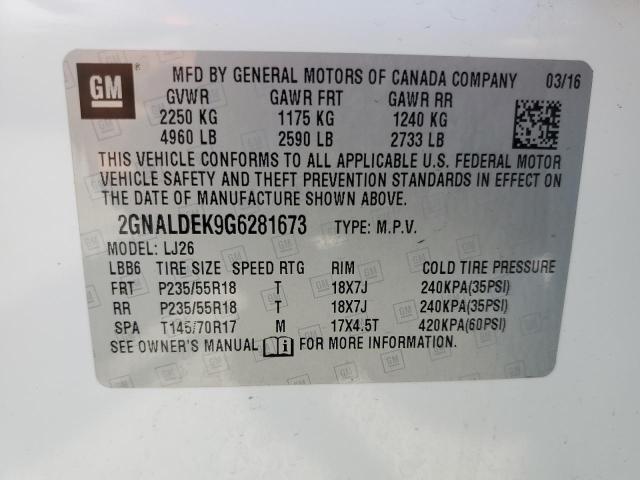 GM ® MFD BY GENERAL MOTORS OF CANADA COMPANY 03/16
GVWR GAWR FRT GAWR RR
2250 KG 1175 KG 1240 KG
4960 LB 2590 LB 2733 LB
THIS VEHICLE CONFORMS TO ALL APPLICABLE U.S. FEDERAL MOTOR
VEHICLE SAFETY AND THEFT PREVENTION STANDARDS IN EFFECT ON
THE DATE OF MANUFACTURE SHOWN ABOVE.
2GNALDEK9G6281673 TYPE: M.P.V.
MODEL: LJ26
LBB6 TIRE SIZE SPEED RTG RIM COLD TIRE PRESSURE
FRT P235/55R18 T 18X7J 240KPA(35PSI)
RR P235/55R18 T 18X7J 240KPA(35PSI)
SPA T145/70R17 M 17X4.5T 420KPA(60PSI)
SEE OWNER'S MANUAL i FOR MORE INFORMATION.